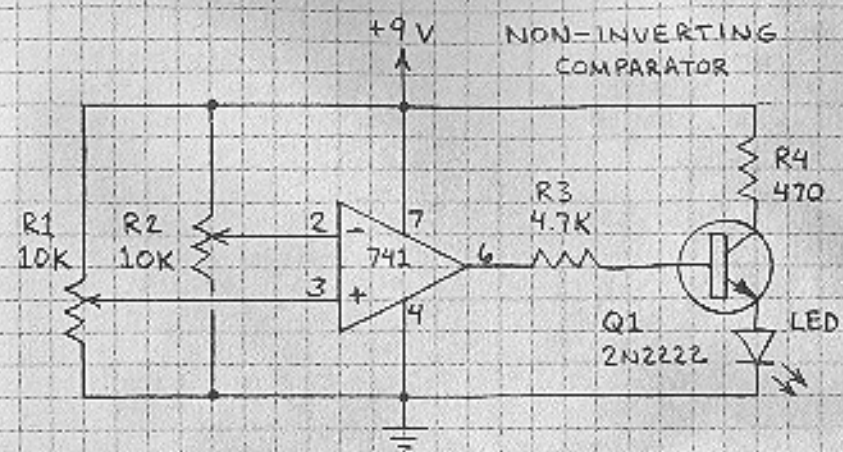 +9 V
NON-INVERTING
COMPARATOR
R1
10K
R2
10K
2
3
-
+
741
7
4
6
R3
4.7K
R4
470
Q1
2N2222
LED